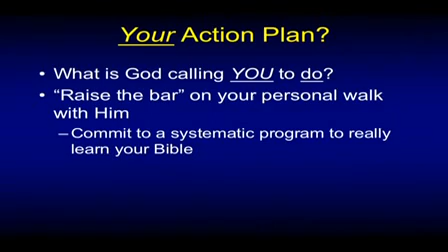 Your Action Plan?
• What is God calling YOU to do?
• “Raise the bar” on your personal walk
with Him
– Commit to a systematic program to really
learn your Bible